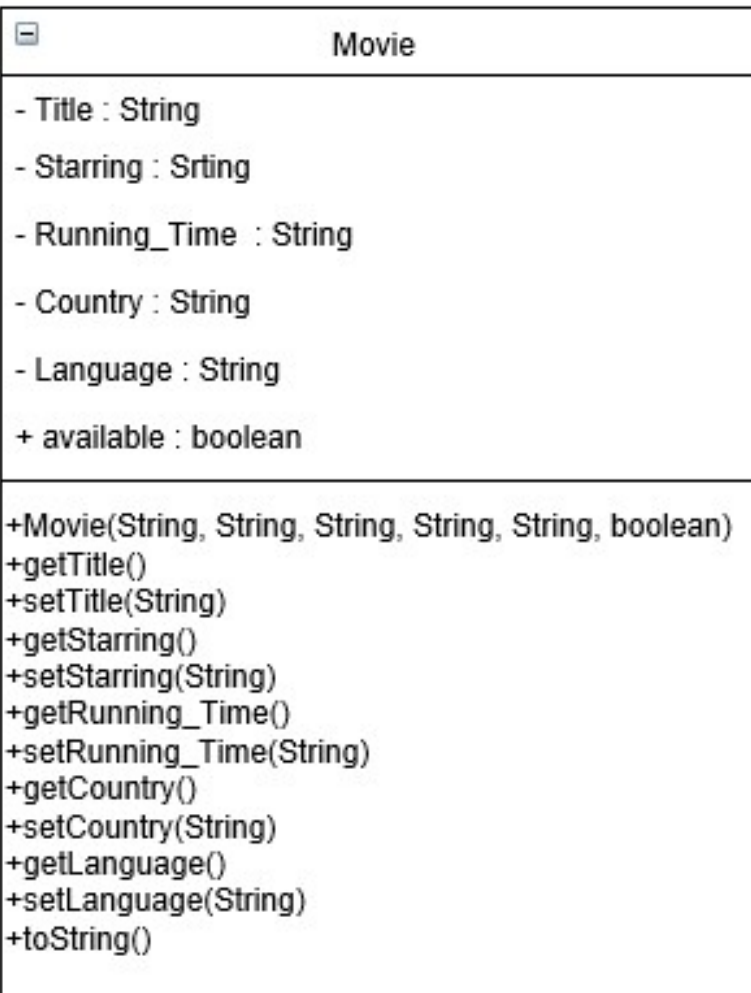 Movie
- Title : String
- Starring : Srting
- Running_Time : String
- Country : String
- Language : String
+ available : boolean
+Movie(String, String, String, String, String, boolean)
+getTitle()
+setTitle(String)
+getStarring()
+setStarring(String)
+getRunning_Time()
+setRunning_Time(String)
+getCountry()
+setCountry(String)
+getLanguage()
+setLanguage(String)
+toString()